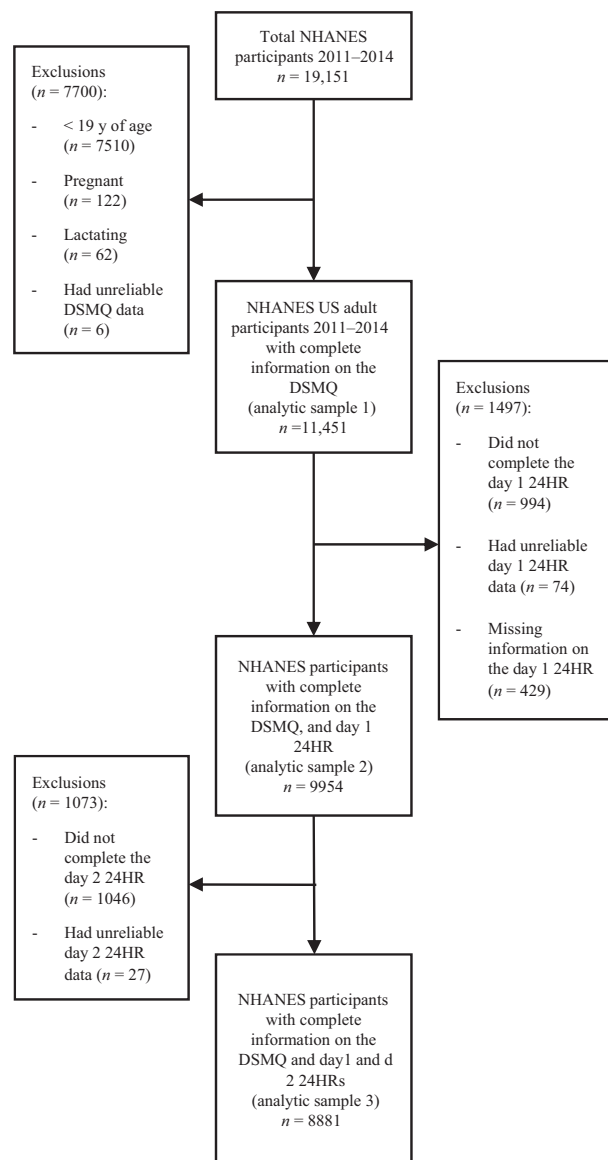 Total NHANES
participants 2011–2014
n = 19,151
Exclusions
(n = 7700):
- < 19 y of age
(n = 7510)
- Pregnant
(n = 122)
- Lactating
(n = 62)
- Had unreliable
DSMQ data
(n = 6)
NHANES US adult
participants 2011–2014
with complete
information on the
DSMQ
(analytic sample 1)
n =11,451
Exclusions
(n = 1497):
- Did not
complete the
day 1 24HR
(n = 994)
- Had unreliable
day 1 24HR
data (n = 74)
- Missing
information on
the day 1 24HR
(n = 429)
NHANES participants
with complete
information on the
DSMQ, and day 1
24HR
(analytic sample 2)
n = 9954
Exclusions
(n = 1073):
- Did not
complete the
day 2 24HR
(n = 1046)
- Had unreliable
day 2 24HR
data (n = 27)
NHANES participants
with complete
information on the
DSMQ and day1 and d
2 24HRs
(analytic sample 3)
n = 8881